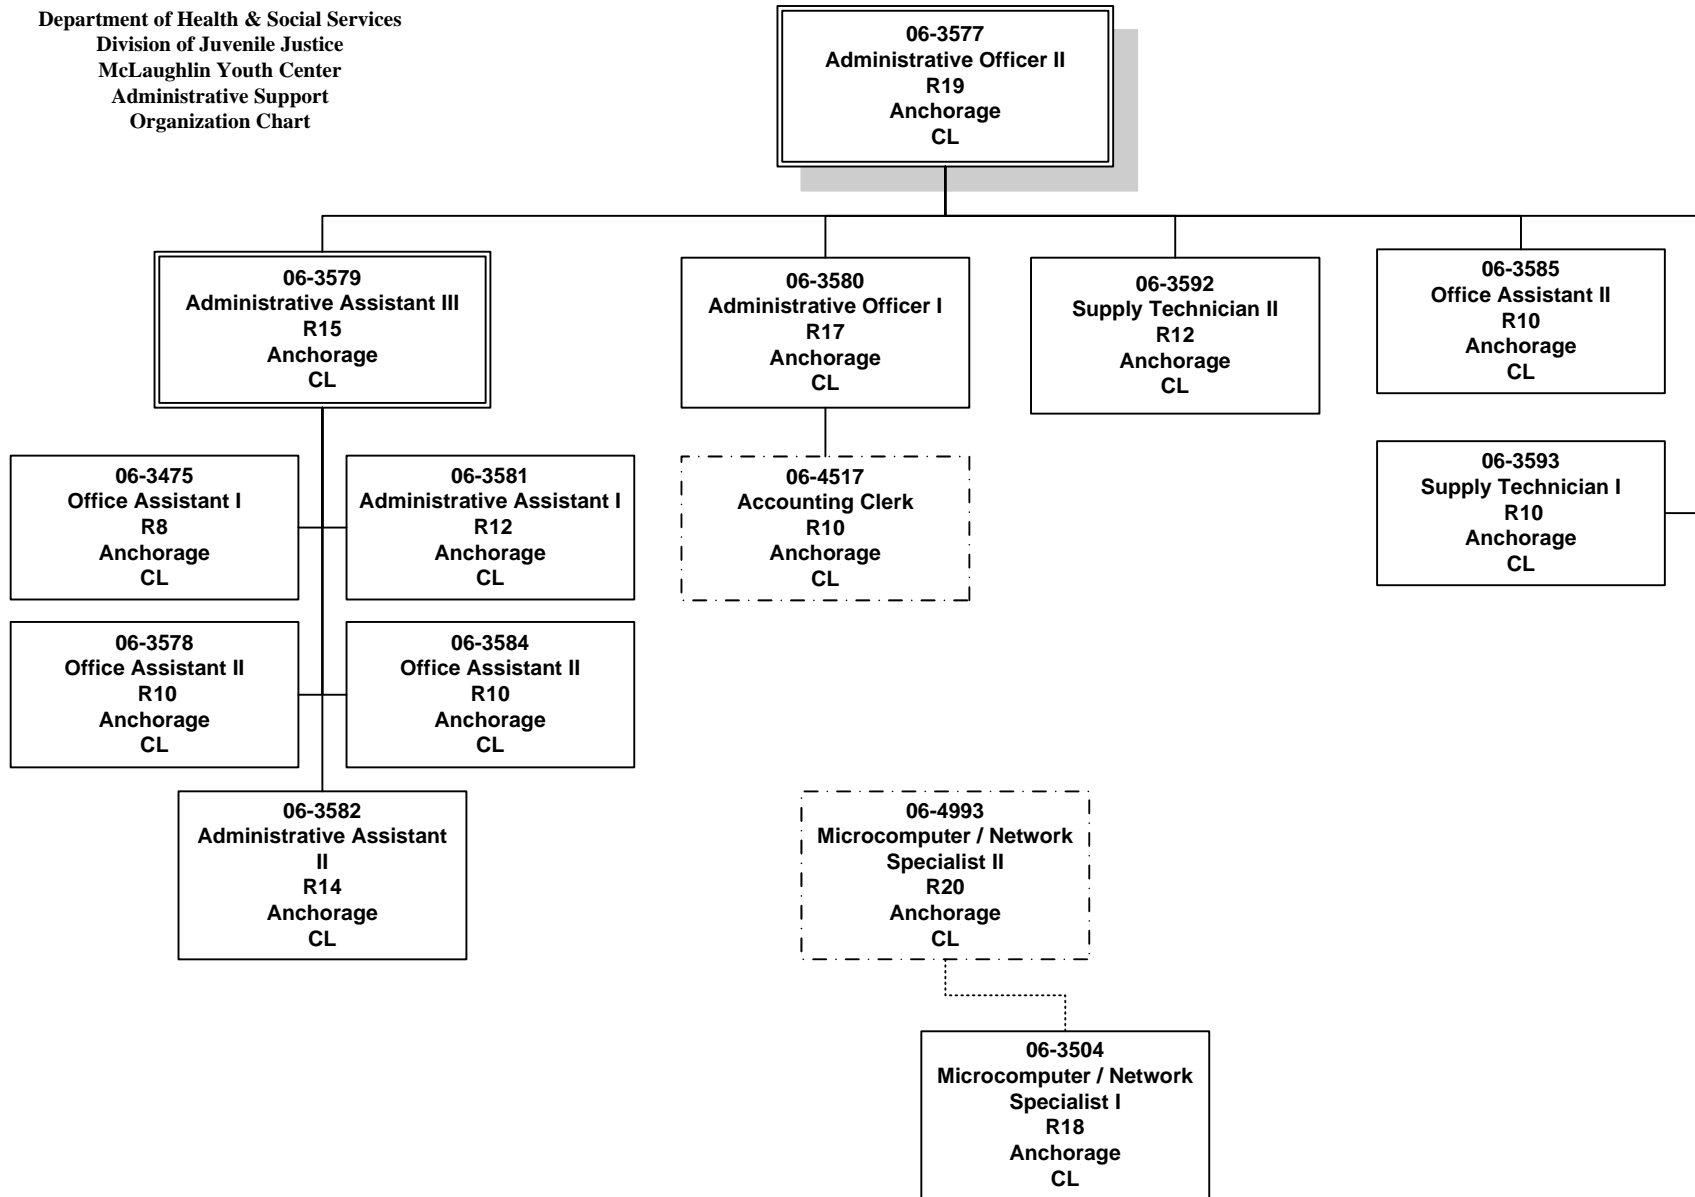 Department of Health & Social Services
Division of Juvenile Justice
McLaughlin Youth Center
Administrative Support
Organization Chart
06-3577
Administrative Officer II
R19
Anchorage
CL
06-3579
Administrative Assistant III
R15
Anchorage
CL
06-3580
Administrative Officer I
R17
Anchorage
CL
06-3592
Supply Technician II
R12
Anchorage
CL
06-3585
Office Assistant II
R10
Anchorage
CL
06-3475
Office Assistant I
R8
Anchorage
CL
06-3581
Administrative Assistant I
R12
Anchorage
CL
06-4517
Accounting Clerk
R10
Anchorage
CL
06-3593
Supply Technician I
R10
Anchorage
CL
06-3578
Office Assistant II
R10
Anchorage
CL
06-3584
Office Assistant II
R10
Anchorage
CL
06-3582
Administrative Assistant
II
R14
Anchorage
CL
06-4993
Microcomputer / Network
Specialist II
R20
Anchorage
CL
06-3504
Microcomputer / Network
Specialist I
R18
Anchorage
CL